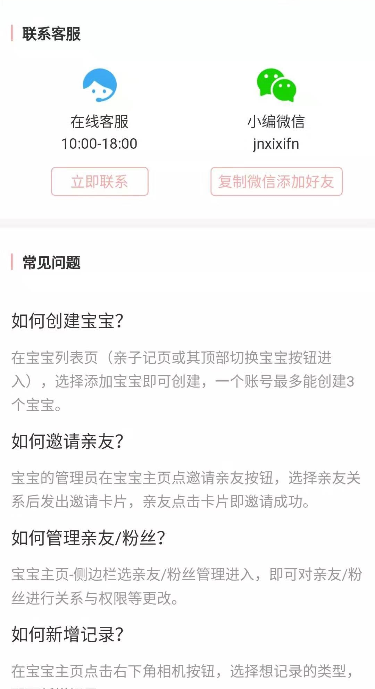 联系客服
在线客服
10:00-18:00
立即联系
小编微信
jnxixifn
复制微信添加好友
常见问题
如何创建宝宝？
在宝宝列表页（亲子记页或其顶部切换宝宝按钮进
入），选择添加宝宝即可创建，一个账号最多能创建3
个宝宝。
如何邀请亲友？
宝宝的管理员在宝宝主页点邀请亲友按钮，选择亲友关
系后发出邀请卡片，亲友点击卡片即邀请成功。
如何管理亲友/粉丝？
宝宝主页-侧边栏选亲友/粉丝管理进入，即可对亲友/粉
丝进行关系与权限等更改。
如何新增记录？
在宝宝主页点击右下角相机按钮，选择想记录的类型，